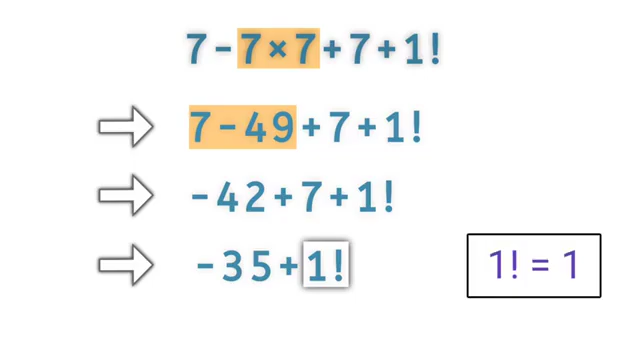 7 - 7 × 7 + 7 + 1!
7 - 49 + 7 + 1!
-42 + 7 + 1!
-35 + 1!
1! = 1